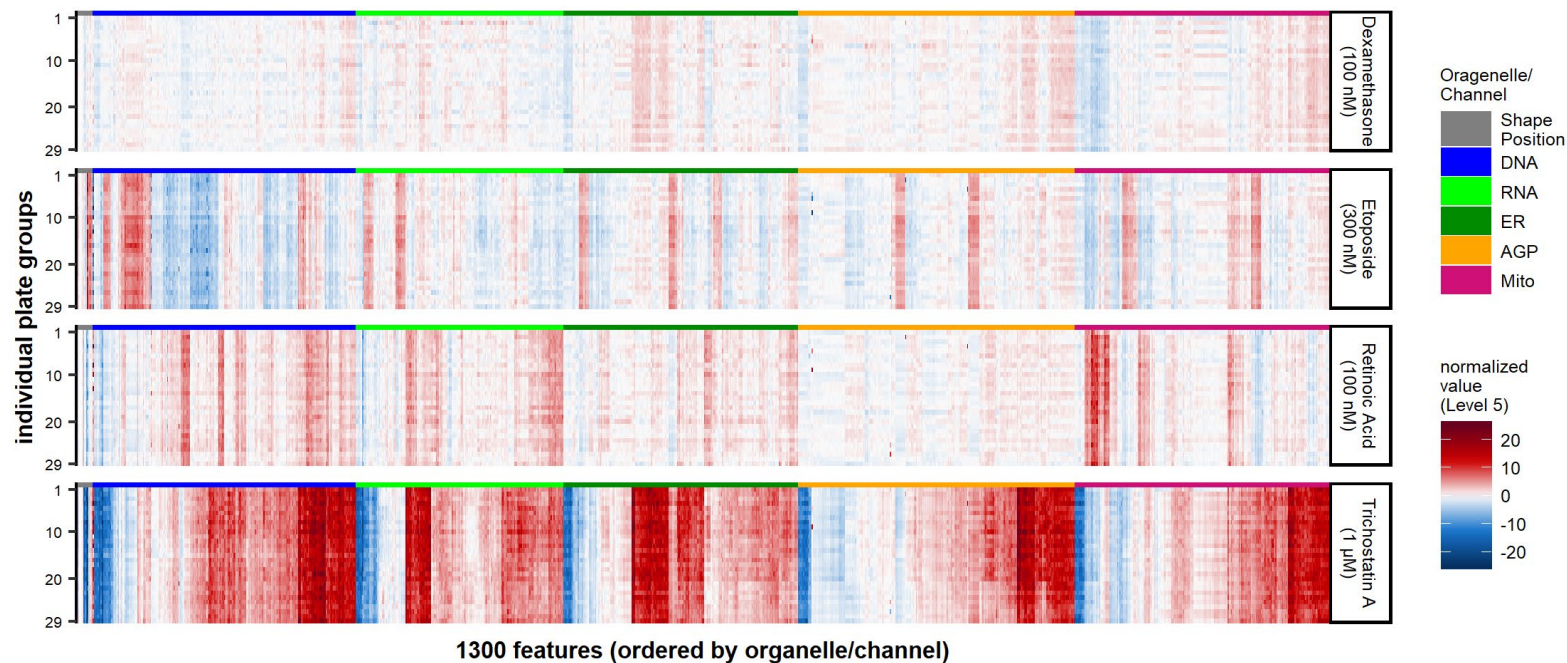 1
10
20
29
Dexamethasone
(100 nM)
1
10
20
29
Etoposide
(300 nM)
1
10
20
29
Retinoic Acid
(100 nM)
1
10
20
29
Trichostatin A
(1 µM)
individual plate groups
1300 features (ordered by organelle/channel)
Oragenelle/
Channel
Shape
Position
DNA
RNA
ER
AGP
Mito
normalized
value
(Level 5)
20
10
0
-10
-20